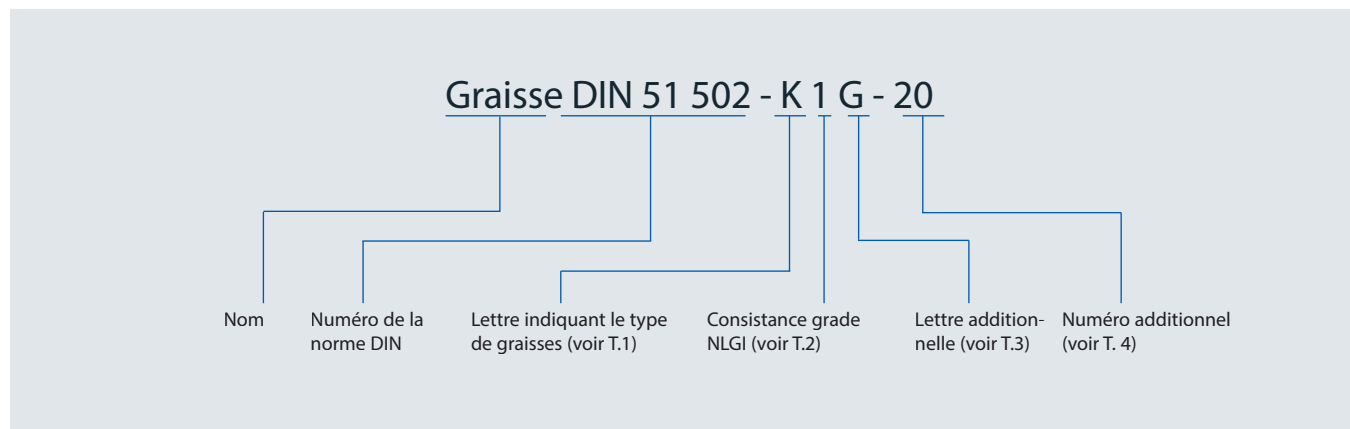 Graisse DIN 51 502 - K 1 G - 20
Nom
Numéro de la
norme DIN
Lettre indiquant le type
de graisses (voir T.1)
Consistance grade
NLGI (voir T.2)
Lettre addition-
nelle (voir T.3)
Numéro additionnel
(voir T. 4)